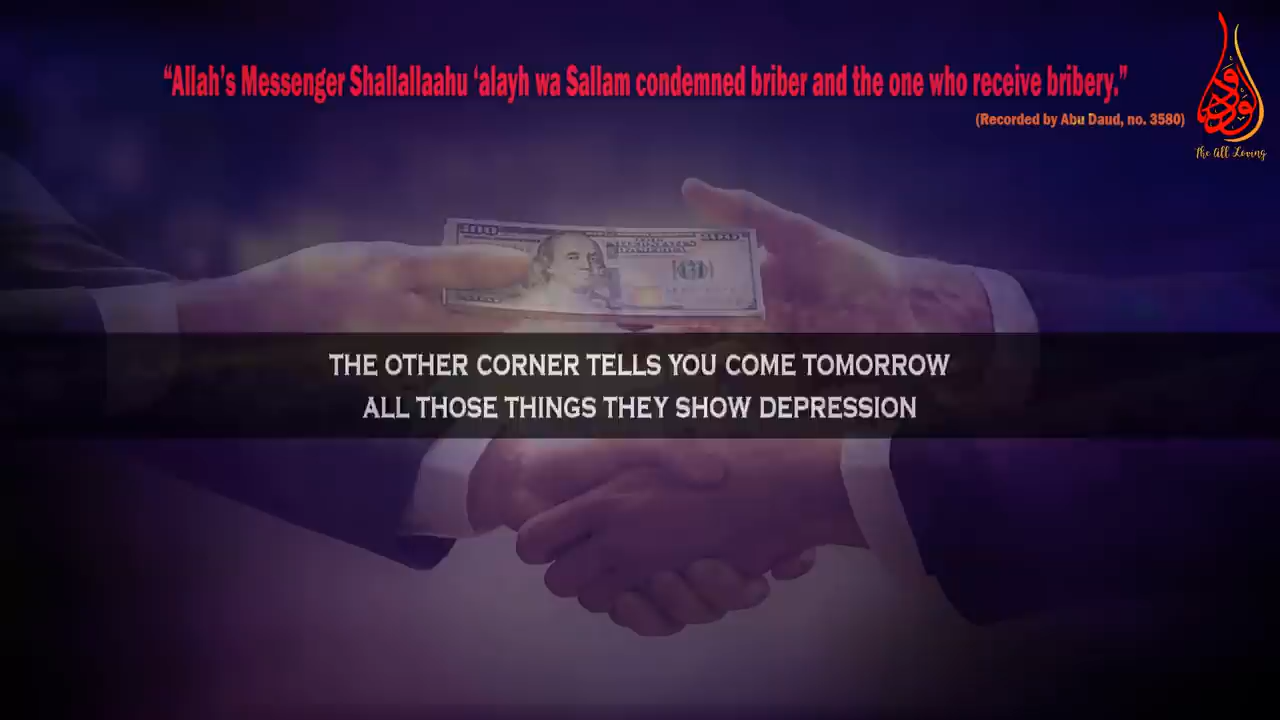 “Allah’s Messenger Shallallaahu ‘alayh wa Sallam condemned briber and the one who receive bribery.”
(Recorded by Abu Daud, no. 3580)
The All Loving
THE OTHER CORNER TELLS YOU COME TOMORROW
ALL THOSE THINGS THEY SHOW DEPRESSION